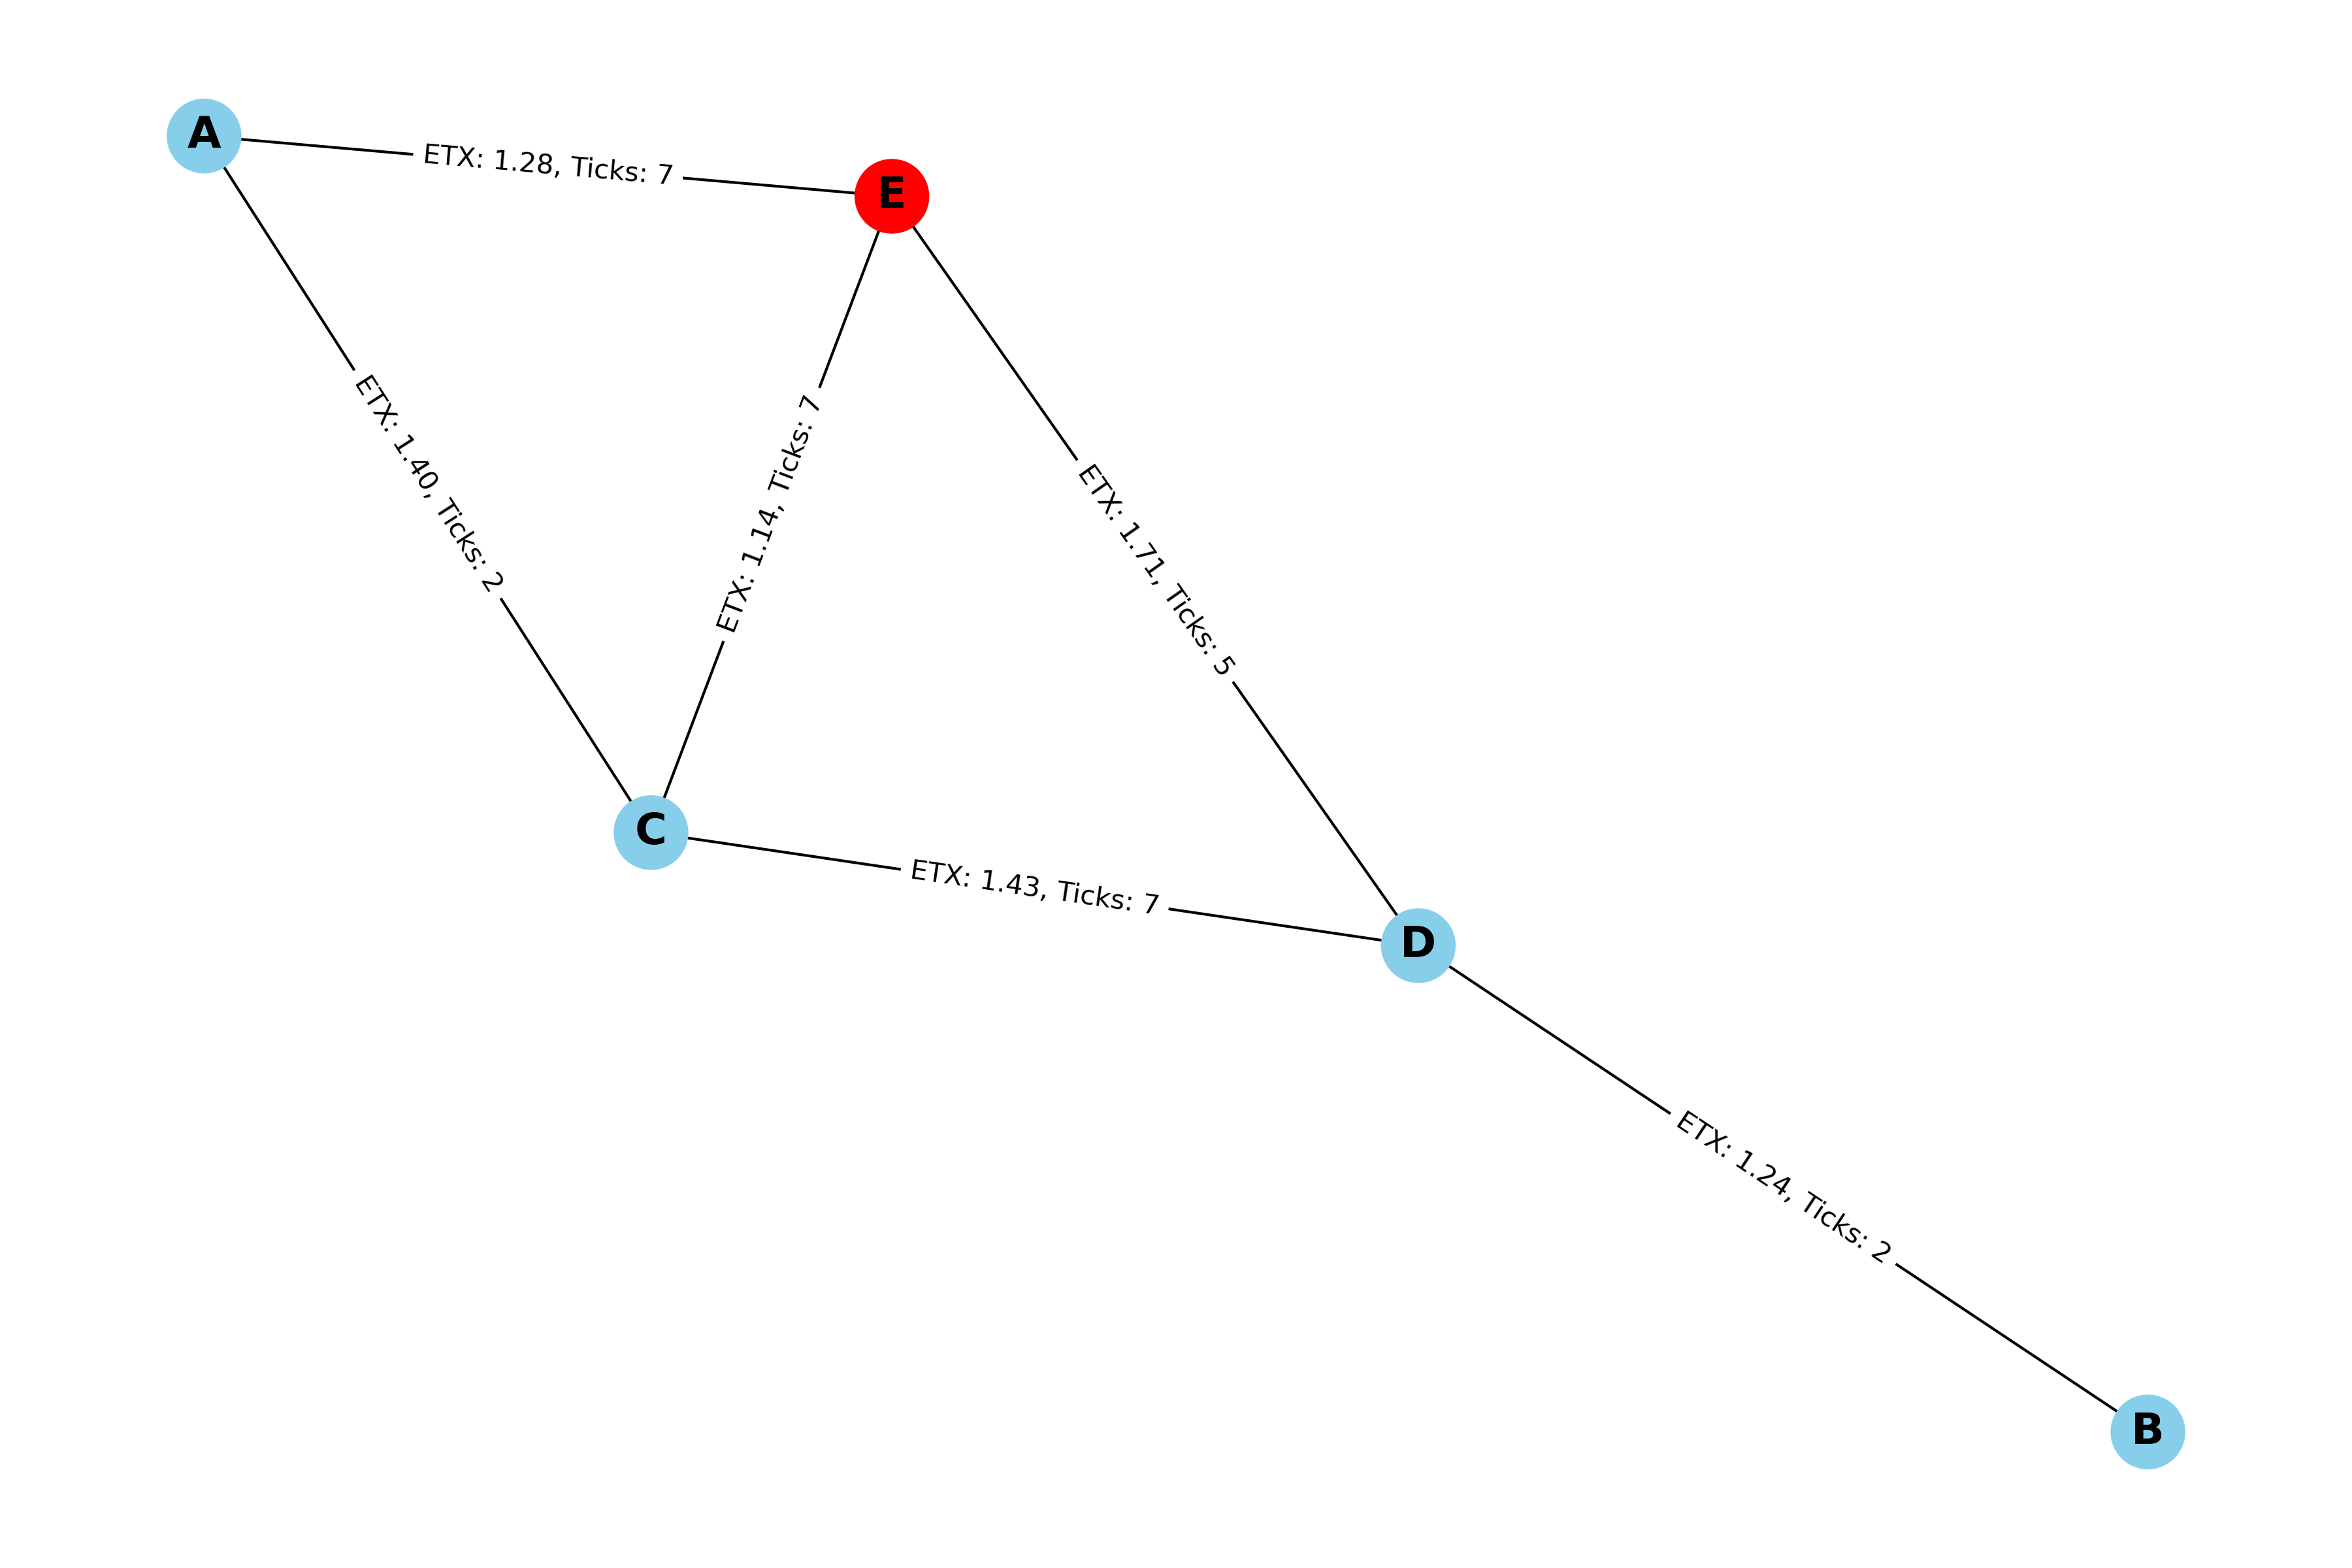 A
ETX: 1.28, Ticks: 7
E
ETX: 1.40, Ticks: 2
ETX: 1.14, Ticks: 7
ETX: 1.71, Ticks: 5
C
ETX: 1.43, Ticks: 7
D
ETX: 1.24, Ticks: 2
B